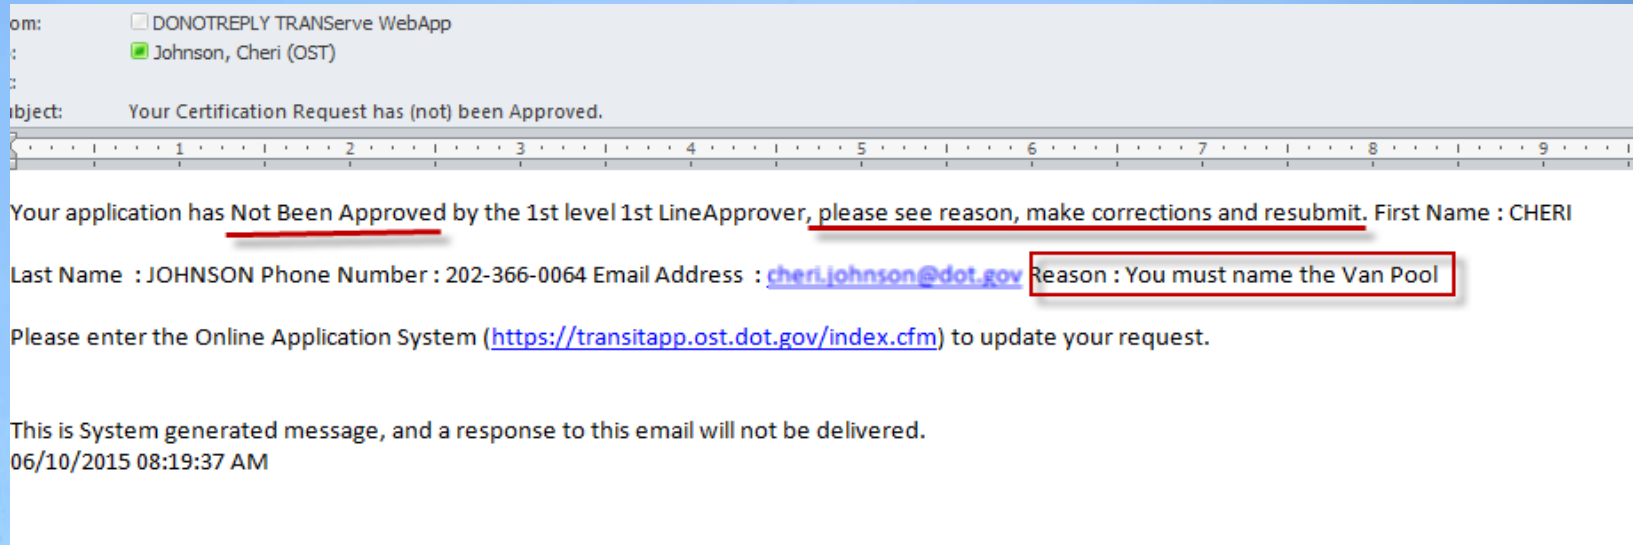 om: DONOTREPLY TRANServe WebApp
: Johnson, Cheri (OST)
:
bject: Your Certification Request has (not) been Approved.
1 2 3 4 5 6 7 8 9
Your application has Not Been Approved by the 1st level 1st LineApprover, please see reason, make corrections and resubmit. First Name : CHERI
Last Name : JOHNSON Phone Number : 202-366-0064 Email Address : cheri.johnson@dot.gov Reason : You must name the Van Pool
Please enter the Online Application System (https://transitapp.ost.dot.gov/index.cfm) to update your request.
This is System generated message, and a response to this email will not be delivered.
06/10/2015 08:19:37 AM